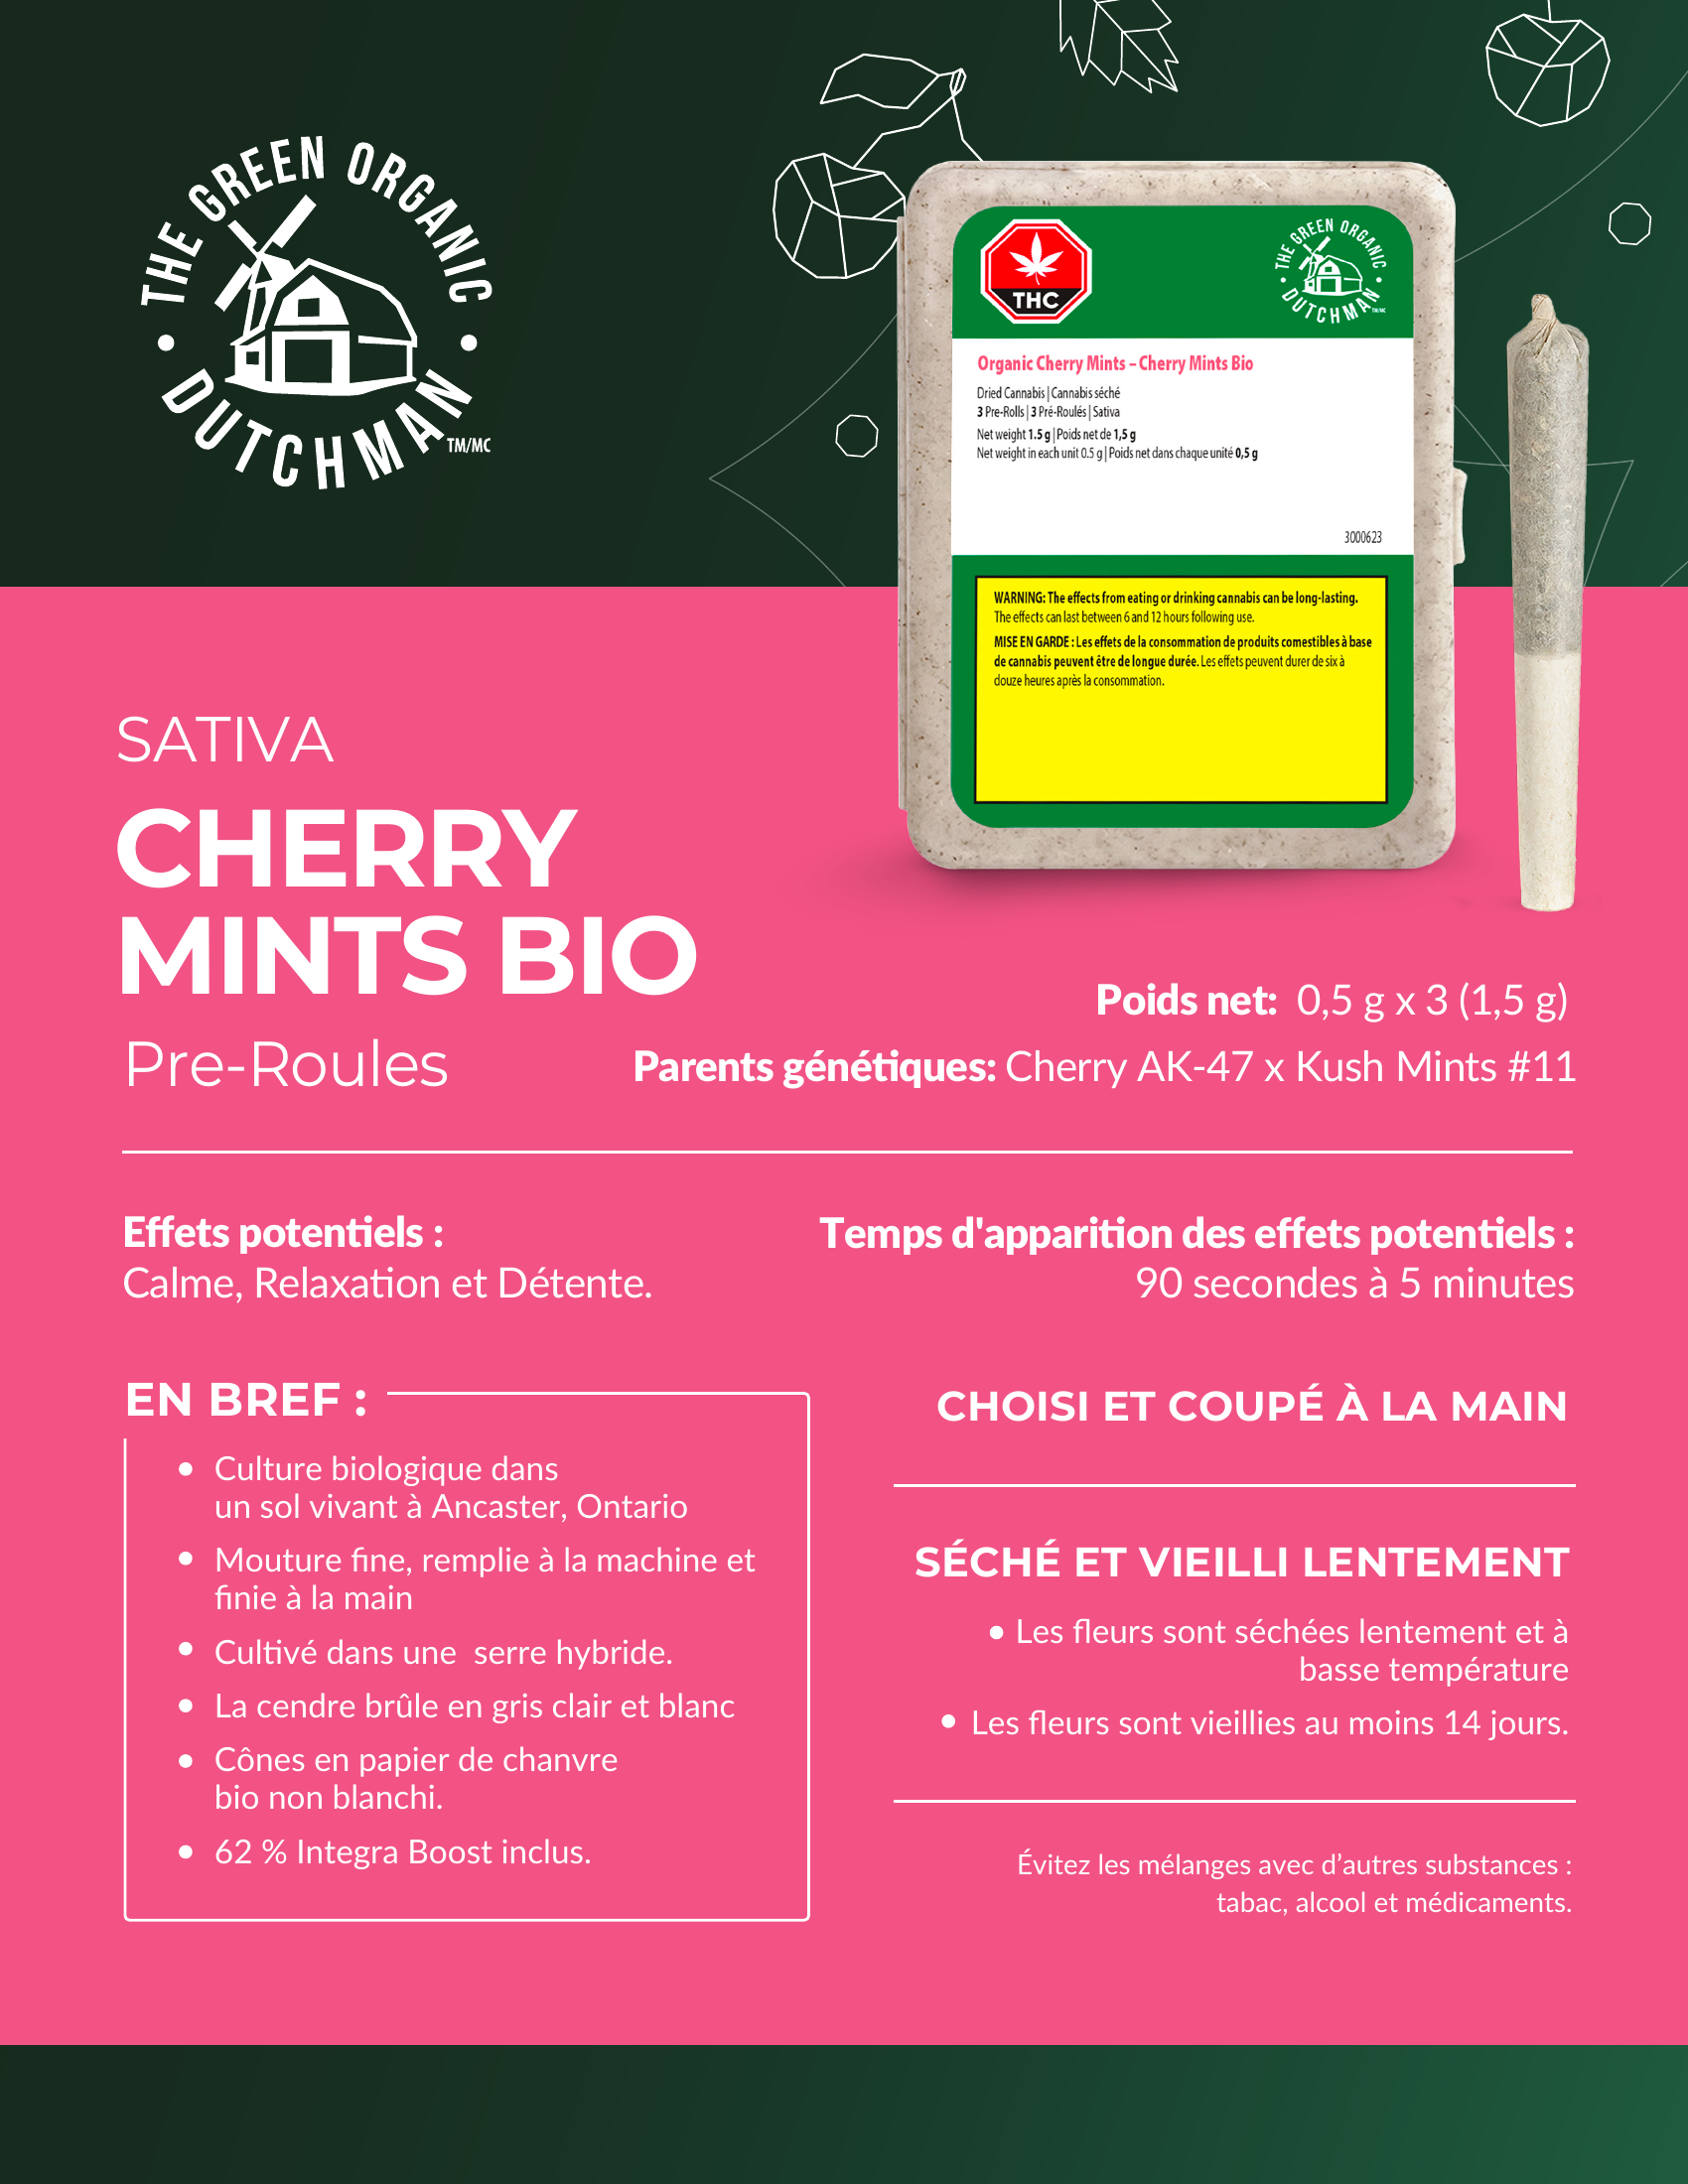 THE GREEN ORGANIC
DUTCHMAN TM/MC
THC
THE GREEN ORGANIC
DUTCHMAN TM/MC
Organic Cherry Mints – Cherry Mints Bio
Dried Cannabis | Cannabis séché
3 Pre-Rolls | 3 Pré-Roulés | Sativa
Net weight 1.5 g | Poids net de 1,5 g
Net weight in each unit 0.5 g | Poids net dans chaque unité 0,5 g
3000623
WARNING: The effects from eating or drinking cannabis can be long-lasting.
The effects can last between 6 and 12 hours following use.
MISE EN GARDE : Les effets de la consommation de produits comestibles à base
de cannabis peuvent être de longue durée. Les effets peuvent durer de six à
douze heures après la consommation.
SATIVA
CHERRY
MINTS BIO
Pre-Roules
Poids net: 0,5 g x 3 (1,5 g)
Parents génétiques: Cherry AK-47 x Kush Mints #11
Effets potentiels :
Calme, Relaxation et Détente.
Temps d'apparition des effets potentiels :
90 secondes à 5 minutes
EN BREF :
• Culture biologique dans
un sol vivant à Ancaster, Ontario
• Mouture fine, remplie à la machine et
finie à la main
• Cultivé dans une serre hybride.
• La cendre brûle en gris clair et blanc
• Cônes en papier de chanvre
bio non blanchi.
• 62 % Integra Boost inclus.
CHOISI ET COUPÉ À LA MAIN
SÉCHÉ ET VIEILLI LENTEMENT
• Les fleurs sont séchées lentement et à
basse température
• Les fleurs sont vieillies au moins 14 jours.
Évitez les mélanges avec d’autres substances :
tabac, alcool et médicaments.